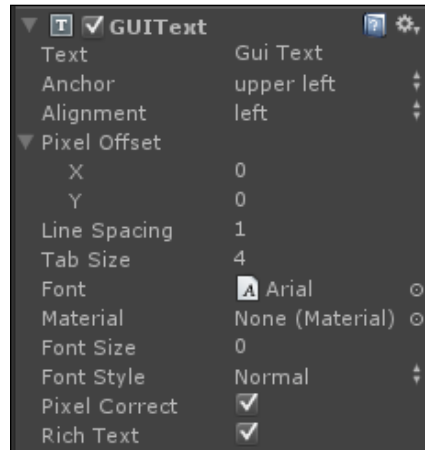 GUIText
Text Gui Text
Anchor upper left
Alignment left
Pixel Offset
X 0
Y 0
Line Spacing 1
Tab Size 4
Font Arial
Material None (Material)
Font Size 0
Font Style Normal
Pixel Correct
Rich Text